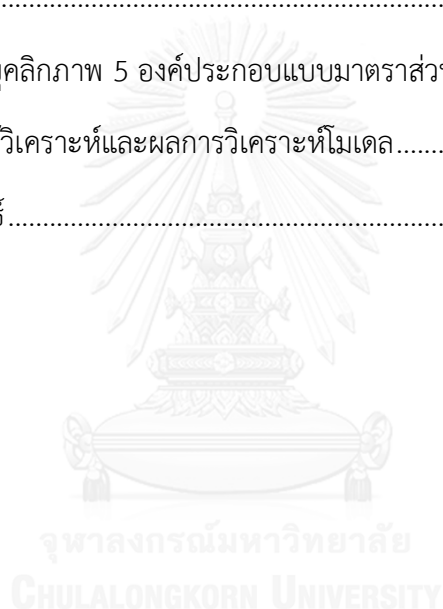 ....................................................................
คลิกภาพ 5 องค์ประกอบแบบมาตราส่ว
วิเคราะห์และผลการวิเคราะห์โมเดล.......
....................................................................
จุฬาลงกรณ์มหาวิทยาลัย
CHULALONGKORN UNIVERSITY